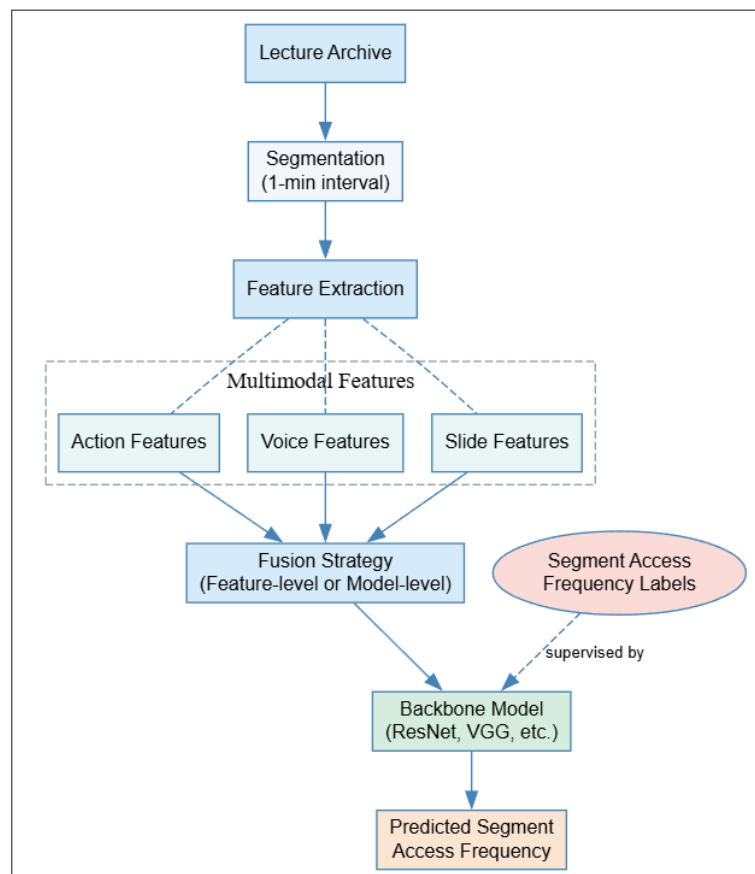 Lecture Archive
Segmentation
(1-min interval)
Feature Extraction
Multimodal Features
Action Features
Voice Features
Slide Features
Fusion Strategy
(Feature-level or Model-level)
Segment Access
Frequency Labels
supervised by
Backbone Model
(ResNet, VGG, etc.)
Predicted Segment
Access Frequency